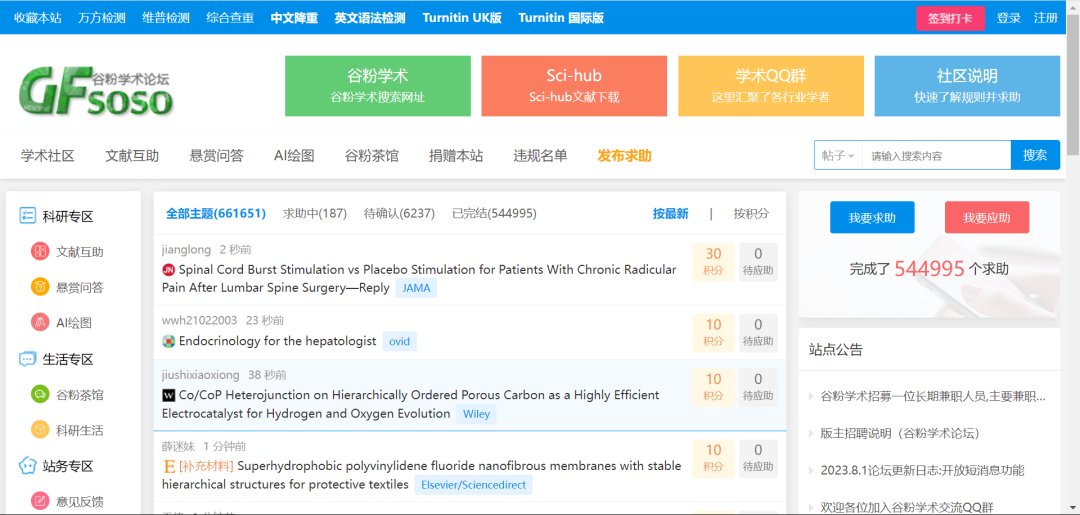 收藏本站 万方检测 维普检测 综合查重 中文降重 英文语法检测 Turnitin UK版 Turnitin 国际版 签到打卡 登录 注册
GFSOSO 谷粉学术论坛
谷粉学术
谷粉学术搜索网址
Sci-hub
Sci-hub文献下载
学术QQ群
这里汇聚了各行业学者
社区说明
快速了解规则并求助
学术社区 文献互助 悬赏问答 AI绘图 谷粉茶馆 捐赠本站 违规名单 发布求助 帖子 请输入搜索内容 搜索
科研专区
文献互助
悬赏问答
AI绘图
生活专区
谷粉茶馆
科研生活
站务专区
意见反馈
全部主题(661651) 求助中(187) 待确认(6237) 已完结(544995) 按最新 | 按积分
jianglong 2 秒前
JN Spinal Cord Burst Stimulation vs Placebo Stimulation for Patients With Chronic Radicular
Pain After Lumbar Spine Surgery—Reply JAMA
30 0
积分 待应助
wwh21022003 23 秒前
Endocrinology for the hepatologist ovid
10 0
积分 待应助
jiushixiaoxiong 38 秒前
W Co/CoP Heterojunction on Hierarchically Ordered Porous Carbon as a Highly Efficient
Electrocatalyst for Hydrogen and Oxygen Evolution Wiley
10 0
积分 待应助
薛迷妹 1 分钟前
E [补充材料] Superhydrophobic polyvinylidene fluoride nanofibrous membranes with stable
hierarchical structures for protective textiles Elsevier/Sciencedirect
10 0
积分 待应助
我要求助 我要应助
完成了 544995 个求助
站点公告
谷粉学术招募一位长期兼职人员,主要兼职...
版主招聘说明（谷粉学术论坛）
2023.8.1论坛更新日志:开放短消息功能
欢迎各位加入谷粉学术交流QQ群